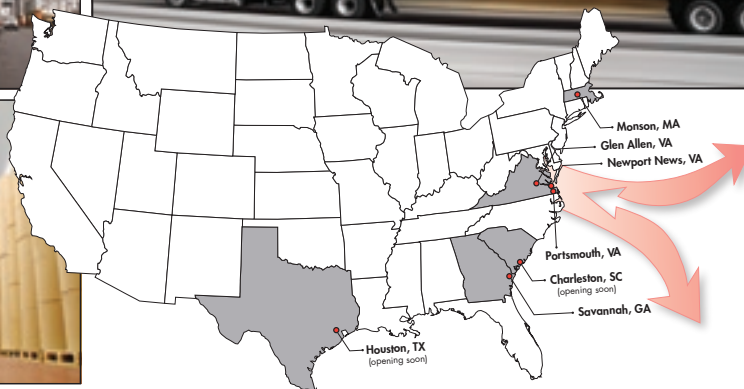 Monson, MA
Glen Allen, VA
Newport News, VA
Portsmouth, VA
Charleston, SC
(opening soon)
Savannah, GA
Houston, TX
(opening soon)